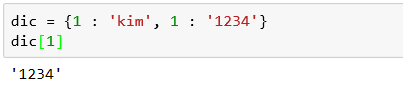 dic = {1 : 'kim', 1 : '1234'}
dic[1]
'1234'